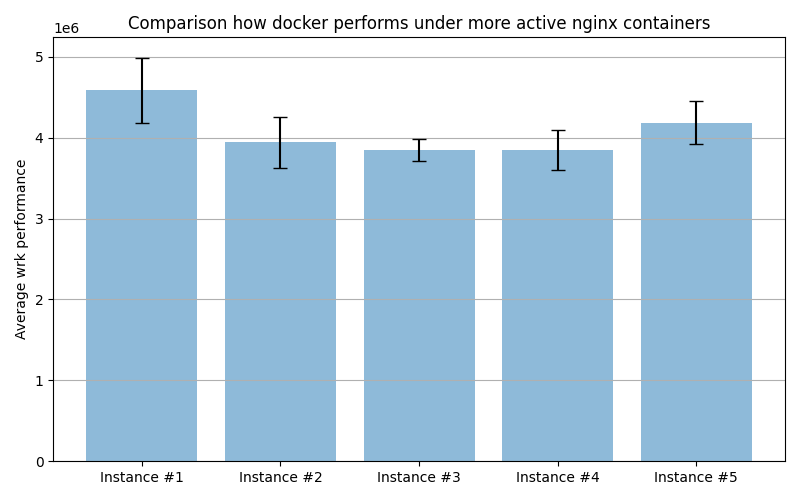 Comparison how docker performs under more active nginx containers
1e6
5
4
3
2
1
0
Average wrk performance
Instance #1
Instance #2
Instance #3
Instance #4
Instance #5